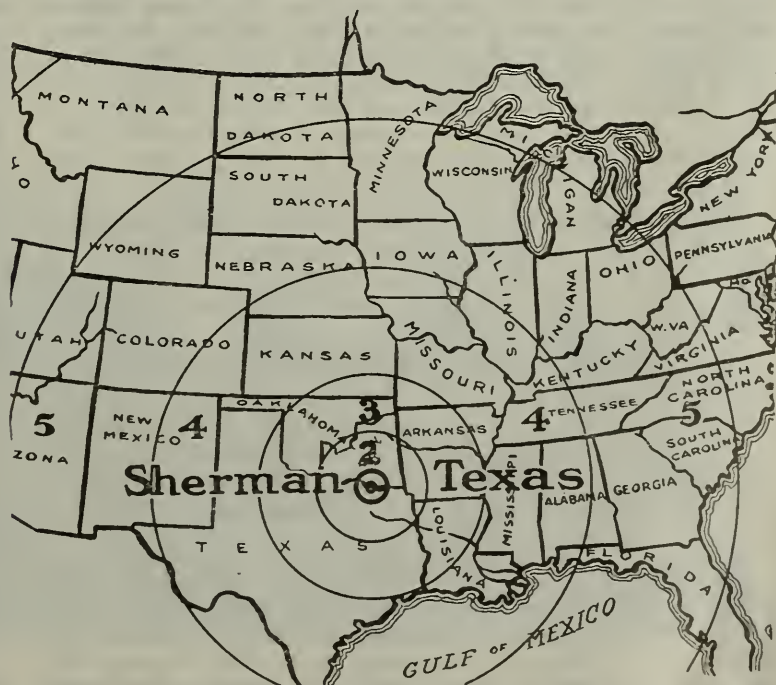 MONTANA
NORTH
DAKOTA
MINNESOTA
MICHIGAN
NEW YORK
WISCONSIN
SOUTH
DAKOTA
WYOMING
NEBRASKA
IOWA
ILLINOIS
INDIANA
OHIO
PENNSYLVANIA
UTAH
COLORADO
KANSAS
MISSOURI
KENTUCKY
W.VA
VIRGINIA
OAKLAHOMA
5
NEW
MEXICO
4
3
ARKANSAS
4
TENNESSEE
NORTH
CAROLINA
5
ZONA
2
SOUTH
CAROLINA
Sherman
Texas
MISSISSIPPI
ALABAMA
GEORGIA
LOUISIANA
TEXAS
FLORIDA
GULF OF MEXICO